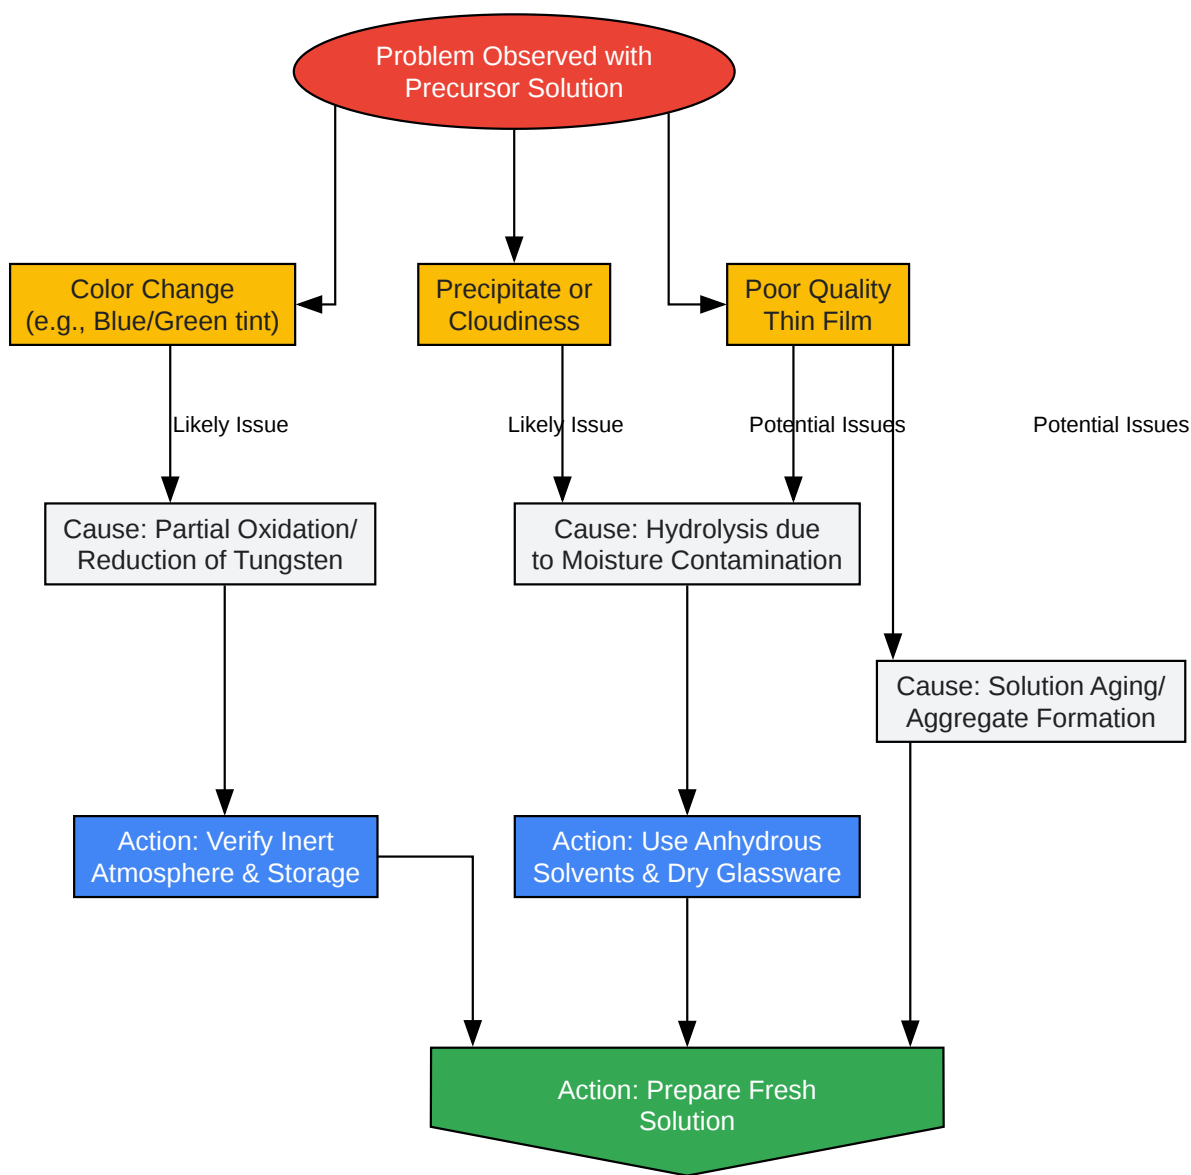 Problem Observed with
Precursor Solution
Color Change
(e.g., Blue/Green tint)
Precipitate or
Cloudiness
Poor Quality
Thin Film
Likely Issue
Likely Issue
Potential Issues
Potential Issues
Cause: Partial Oxidation/
Reduction of Tungsten
Cause: Hydrolysis due
to Moisture Contamination
Cause: Solution Aging/
Aggregate Formation
Action: Verify Inert
Atmosphere & Storage
Action: Use Anhydrous
Solvents & Dry Glassware
Action: Prepare Fresh
Solution